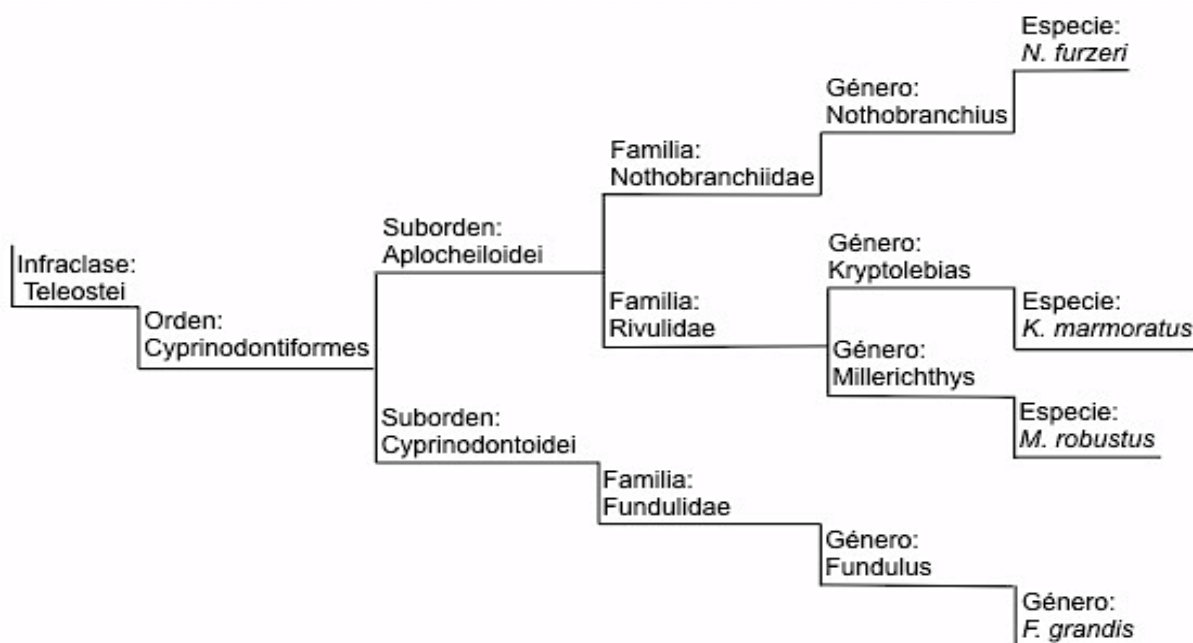 Especie:
N. furzeri
Género:
Nothobranchius
Familia:
Nothobranchiidae
Suborden:
Aplocheiloidei
Género:
Kryptolebias
Infraclase:
Teleostei
Familia:
Rivulidae
Especie:
K. marmoratus
Orden:
Cyprinodontiformes
Género:
Millerichthys
Especie:
M. robustus
Suborden:
Cyprinodontoidei
Familia:
Fundulidae
Género:
Fundulus
Género:
F. grandis